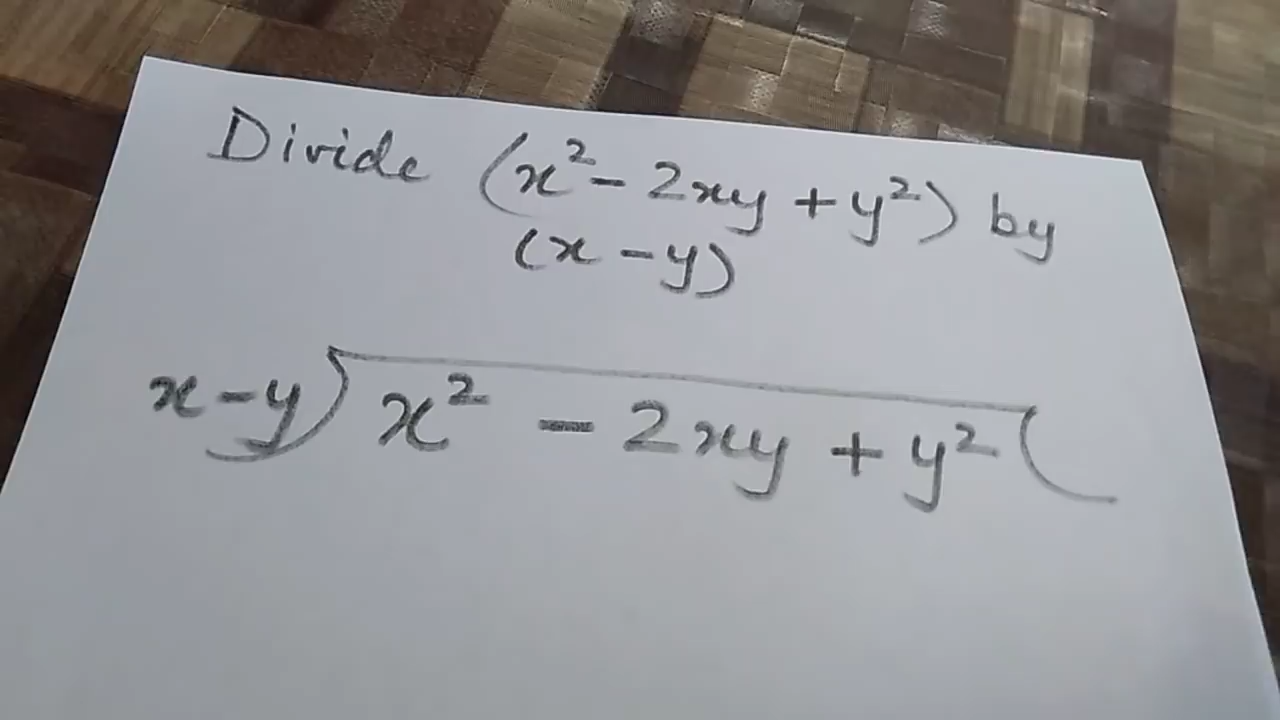 Divide (x² - 2xy + y²) by
(x - y)
x - y) x² - 2xy + y² (